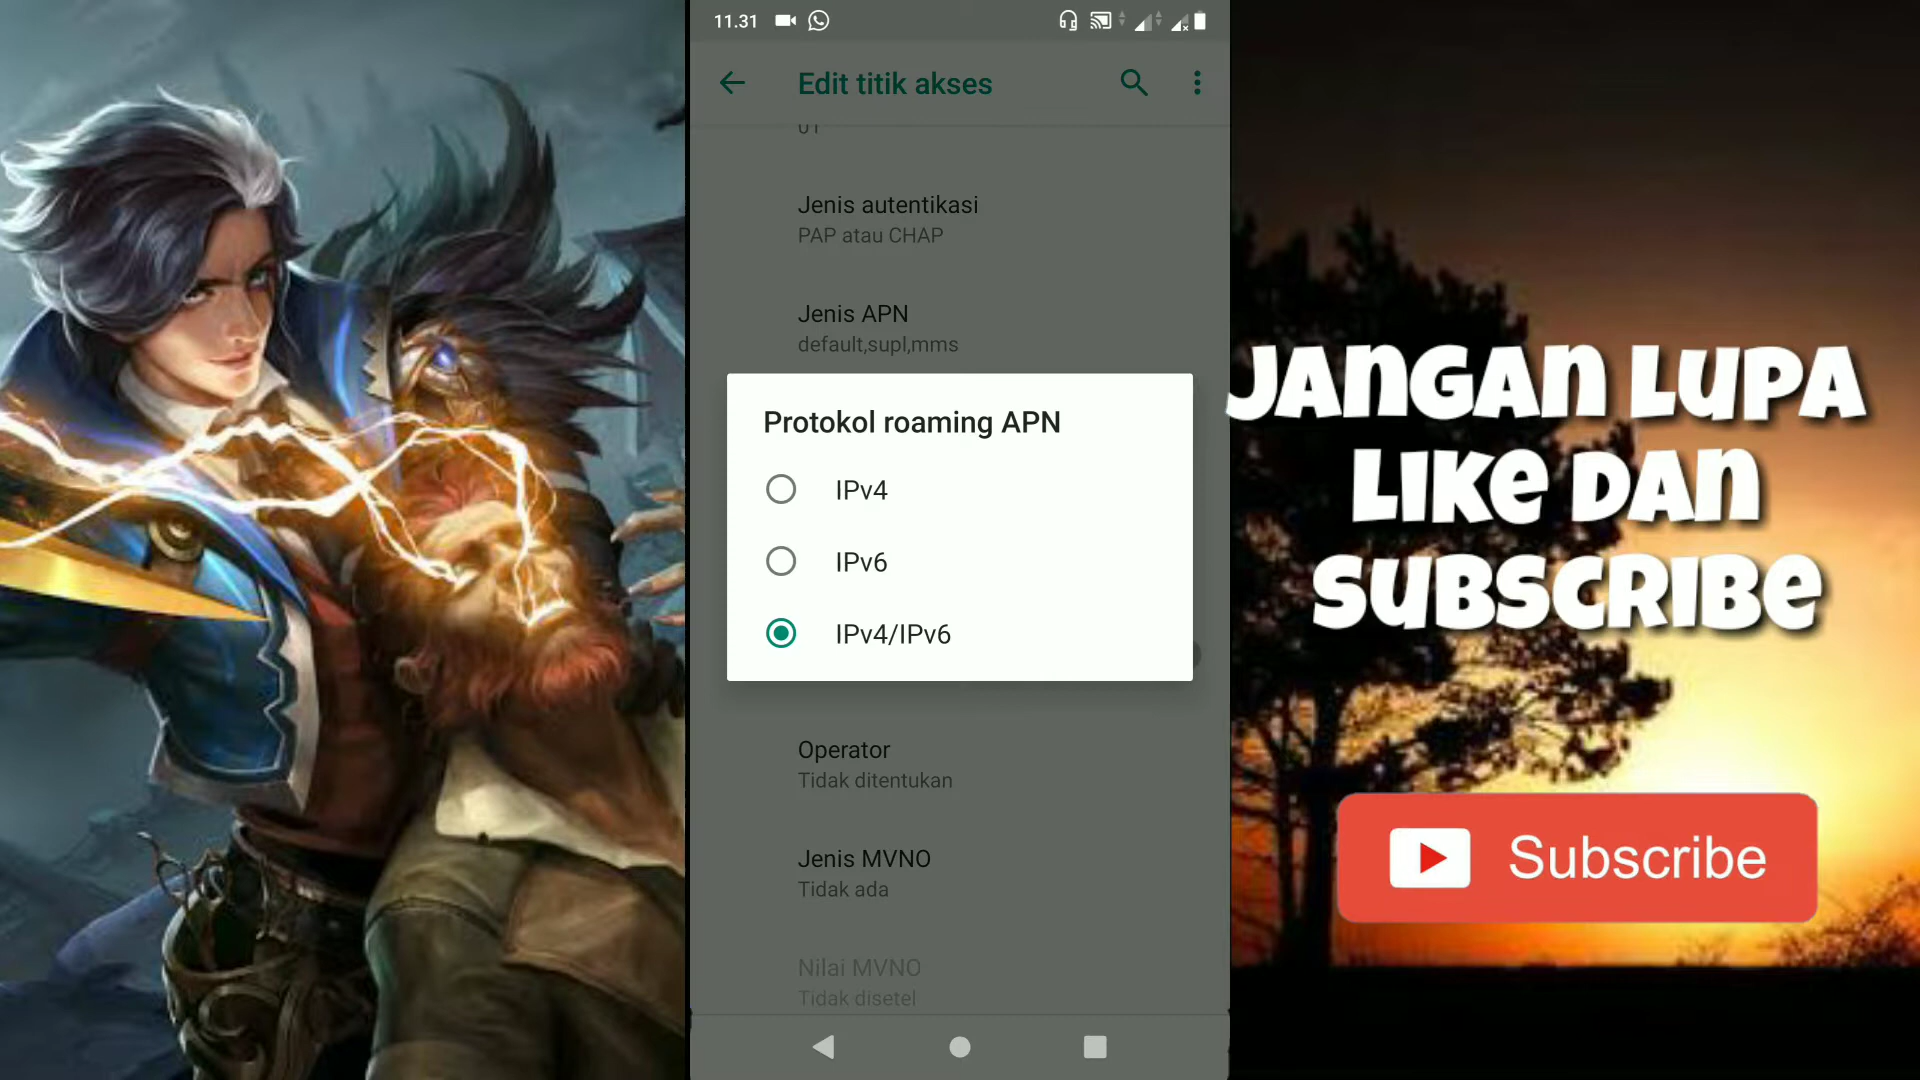 11.31
Edit titik akses
01
Jenis autentikasi
PAP atau CHAP
Jenis APN
default,supl,mms
Protokol roaming APN
IPv4
IPv6
IPv4/IPv6
Operator
Tidak ditentukan
Jenis MVNO
Tidak ada
Nilai MVNO
Tidak disetel
JANGAN LUPA
LIKE DAN
SUBSCRIBE
Subscribe